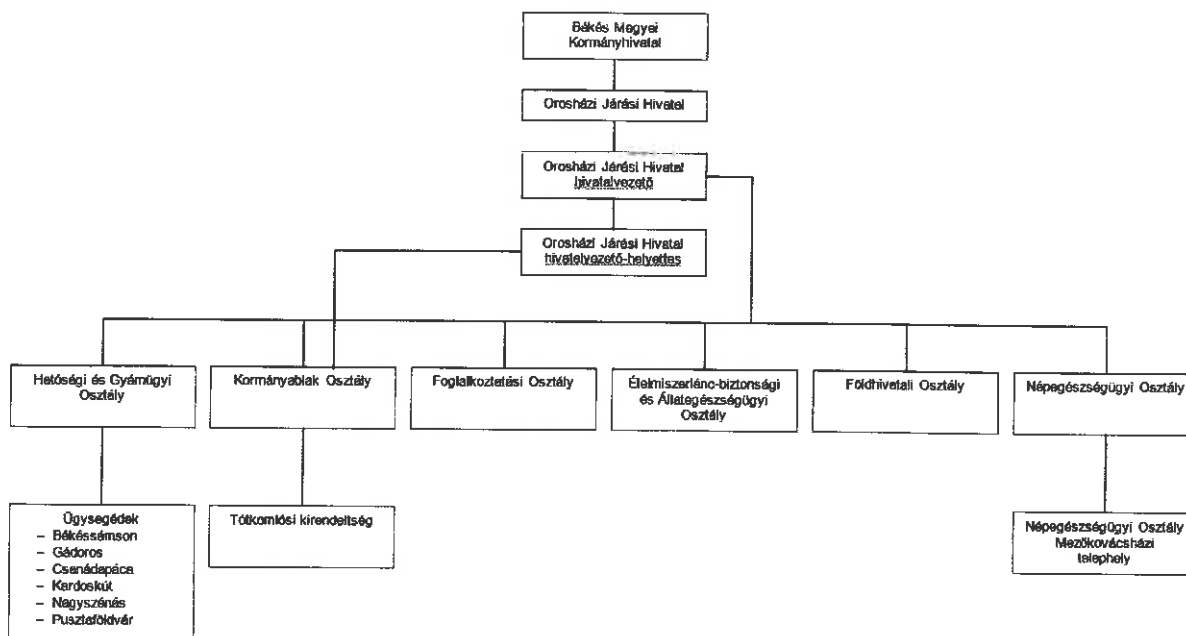 Békés Megyei
Kormányhivatal
Orosházi Járási Hivatal
Orosházi Járási Hivatal
hivatalvezető
Orosházi Járási Hivatal
hivatalvezető-helyettes
Hatósági és Gyámügyi
Osztály
Kormányablak Osztály
Foglalkoztatási Osztály
Élelmiszerlánc-biztonsági
és Állategészségügyi
Osztály
Földhivatali Osztály
Népegészségügyi Osztály
Ügysegédek
– Békéssámson
– Gádoros
– Csanádapáca
– Kardoskút
– Nagyszénás
– Pusztaföldvár
Tótkomlósi kirendeltség
Népegészségügyi Osztály
Mezőkovácsházi
telephely